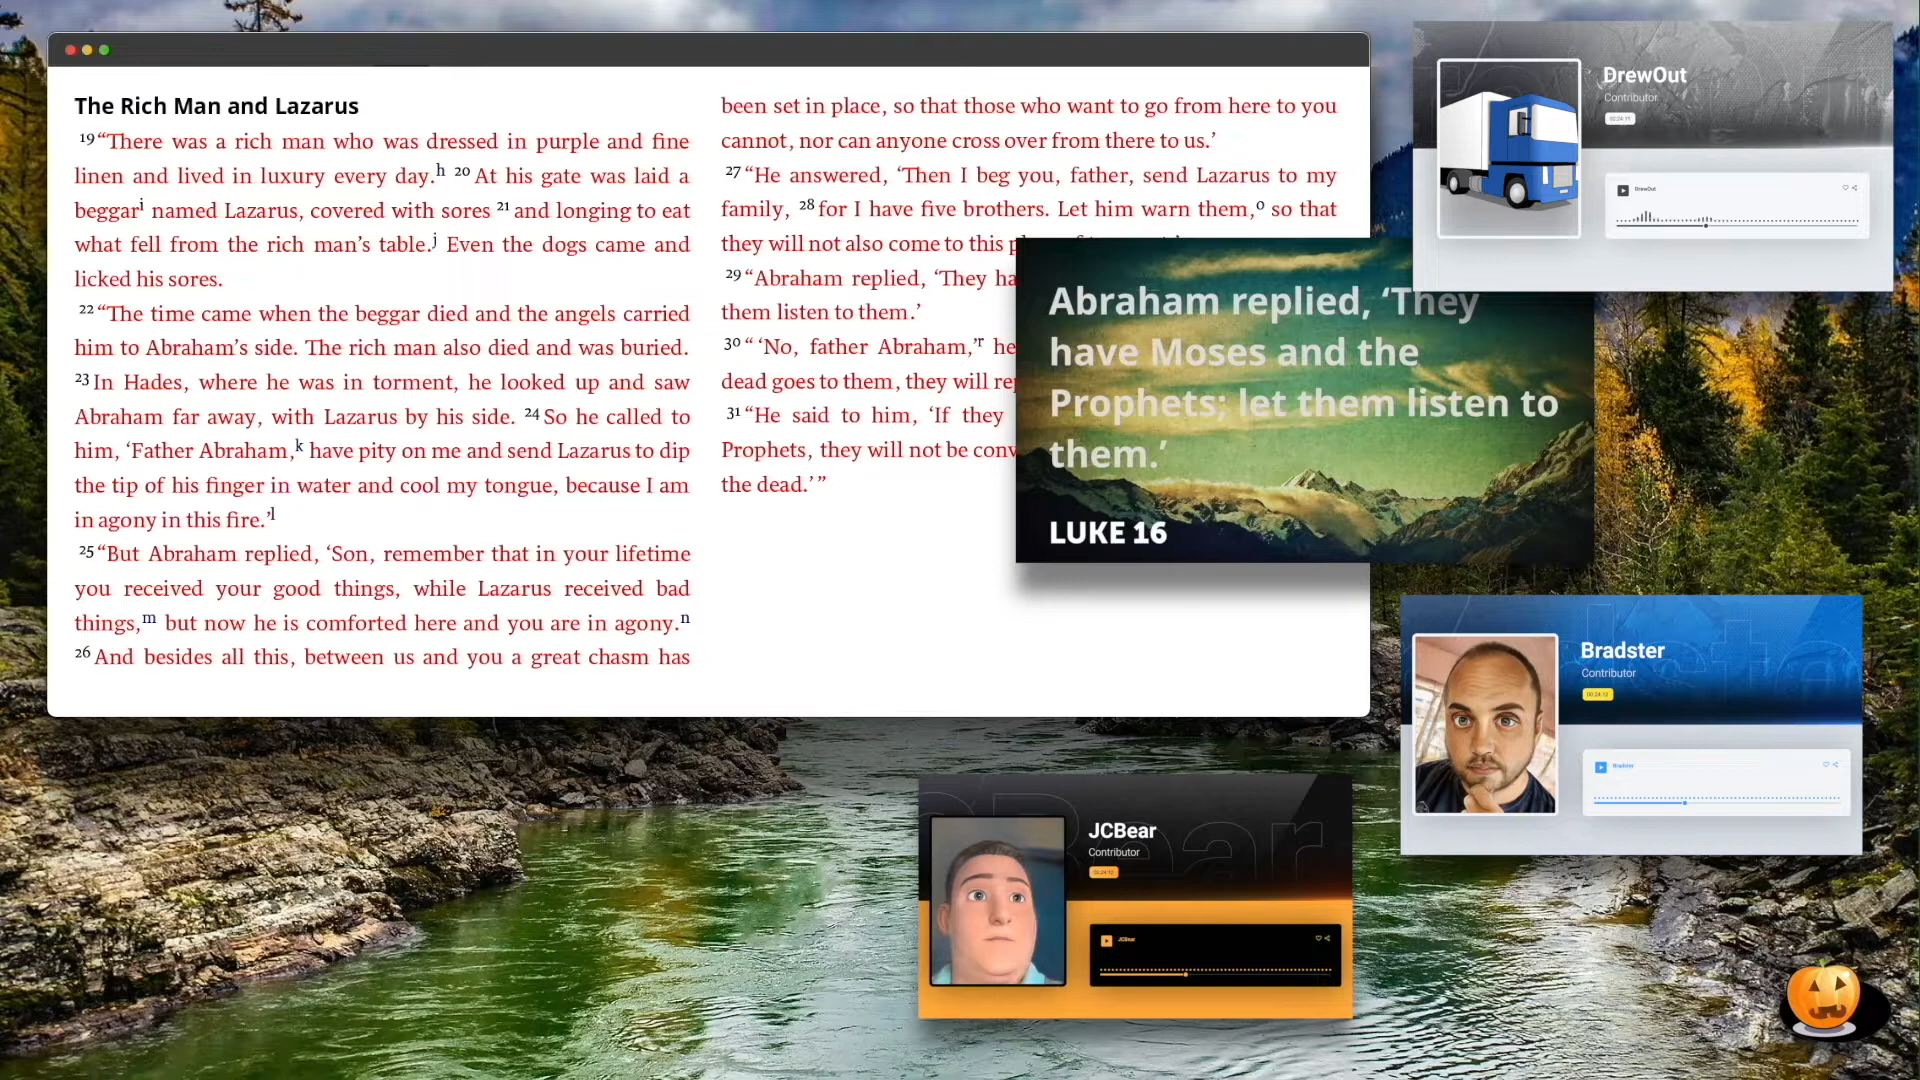 The Rich Man and Lazarus
19 “There was a rich man who was dressed in purple and fine
linen and lived in luxury every day.h 20 At his gate was laid a
beggari named Lazarus, covered with sores 21 and longing to eat
what fell from the rich man’s table.j Even the dogs came and
licked his sores.
22 “The time came when the beggar died and the angels carried
him to Abraham’s side. The rich man also died and was buried.
23 In Hades, where he was in torment, he looked up and saw
Abraham far away, with Lazarus by his side. 24 So he called to
him, ‘Father Abraham,k have pity on me and send Lazarus to dip
the tip of his finger in water and cool my tongue, because I am
in agony in this fire.’l
25 “But Abraham replied, ‘Son, remember that in your lifetime
you received your good things, while Lazarus received bad
things,m but now he is comforted here and you are in agony.n
26 And besides all this, between us and you a great chasm has
been set in place, so that those who want to go from here to you
cannot, nor can anyone cross over from there to us.’
27 “He answered, ‘Then I beg you, father, send Lazarus to my
family, 28 for I have five brothers. Let him warn them,o so that
they will not also come to this
29 “Abraham replied, ‘They
them listen to them.’
30 “ ‘No, father Abraham,’r he
dead goes to them, they will
31 “He said to him, ‘If they
Prophets, they will not be
the dead.’ ”
Abraham replied, ‘They
have Moses and the
Prophets; let them listen to
them.’
LUKE 16
DrewOut
Contributor
00:24:11
DrewOut
Bradster
Contributor
00:24:12
Bradster
JCBear
Contributor
00:24:12
JCBear